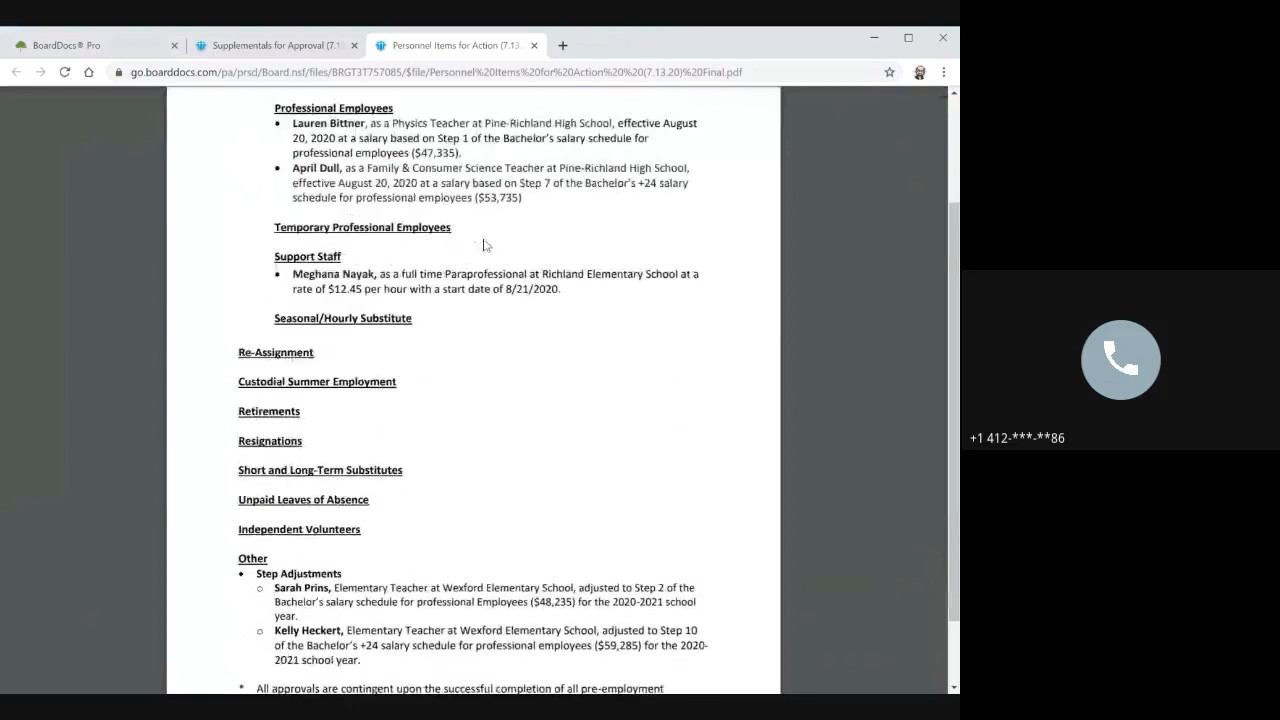 BoardDocs® Pro
Supplementals for Approval (7.1
Personnel Items for Action (7.13.
go.boarddocs.com/pa/prsd/Board.nsf/files/BRGT3T757085/$file/Personnel%20Items%20for%20Action%20%20(7.13.20)%20Final.pdf
Professional Employees
• Lauren Bittner, as a Physics Teacher at Pine-Richland High School, effective August
20, 2020 at a salary based on Step 1 of the Bachelor's salary schedule for
professional employees ($47,335).
• April Dull, as a Family & Consumer Science Teacher at Pine-Richland High School,
effective August 20, 2020 at a salary based on Step 7 of the Bachelor's +24 salary
schedule for professional employees ($53,735)
Temporary Professional Employees
Support Staff
• Meghana Nayak, as a full time Paraprofessional at Richland Elementary School at a
rate of $12.45 per hour with a start date of 8/21/2020.
Seasonal/Hourly Substitute
Re-Assignment
Custodial Summer Employment
Retirements
Resignations
Short and Long-Term Substitutes
Unpaid Leaves of Absence
Independent Volunteers
Other
• Step Adjustments
○ Sarah Prins, Elementary Teacher at Wexford Elementary School, adjusted to Step 2 of the
Bachelor's salary schedule for professional Employees ($48,235) for the 2020-2021 school
year.
○ Kelly Heckert, Elementary Teacher at Wexford Elementary School, adjusted to Step 10
of the Bachelor's +24 salary schedule for professional employees ($59,285) for the 2020-
2021 school year.
* All approvals are contingent upon the successful completion of all pre-employment
+1 412-***-**86